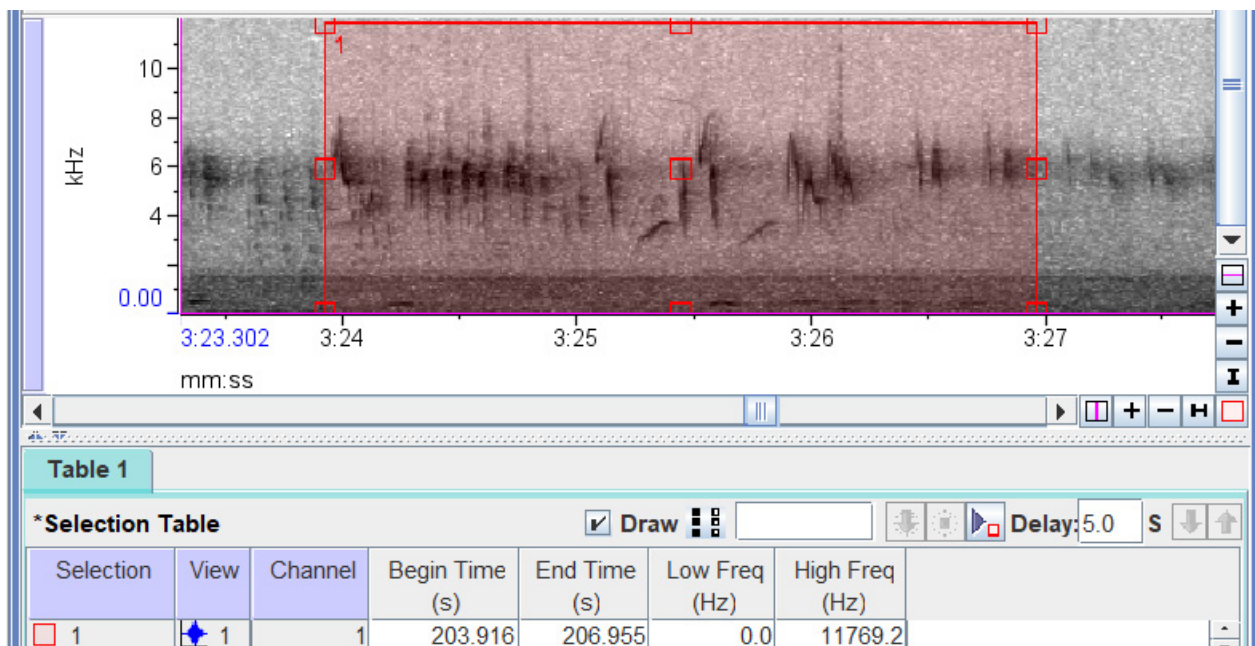 1
10
8
kHz
6
4
0.00
3:23.302 3:24 3:25 3:26 3:27
mm:ss
Table 1
*Selection Table Draw Delay: 5.0 S
Selection View Channel Begin Time (s) End Time (s) Low Freq (Hz) High Freq (Hz)
1 1 1 203.916 206.955 0.0 11769.2